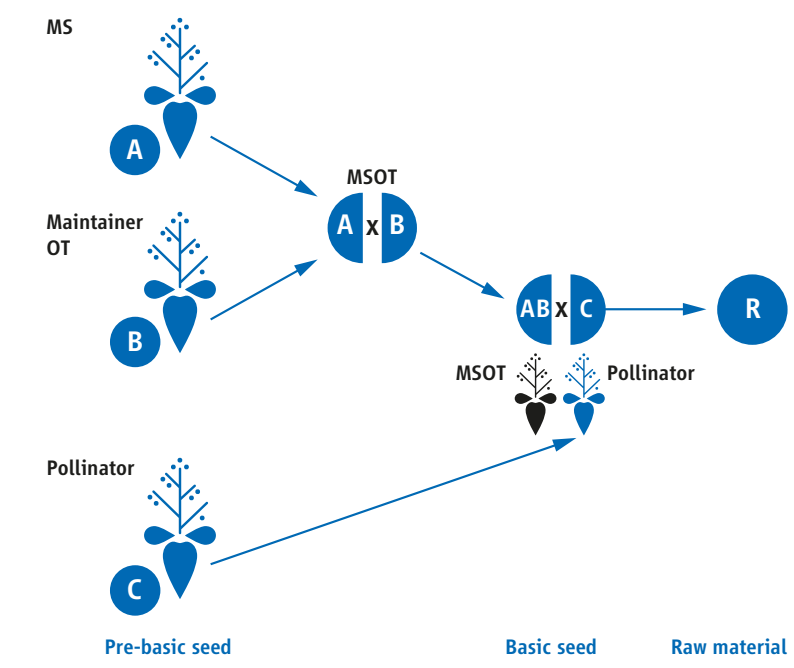 MS
A
MSOT
A x B
Maintainer
OT
B
AB x C
R
MSOT
Pollinator
Pollinator
C
Pre-basic seed
Basic seed
Raw material